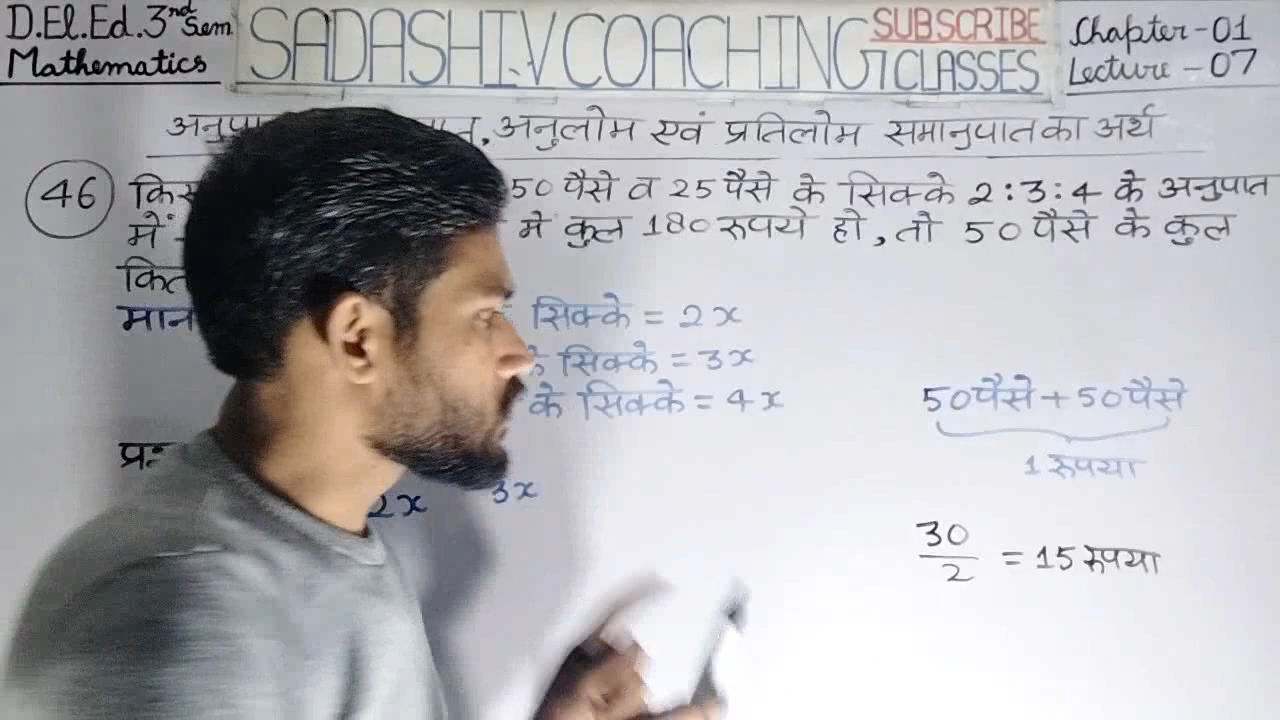 D.El.Ed. 3rd Sem
Mathematics
SADASHIV COACHING CLASSES
SUBSCRIBE
Chapter-01
Lecture-07
अनुपात, अनुलोम एवं प्रतिलोम समानुपात का अर्थ
46 50 पैसे व 25 पैसे के सिक्के 2:3:4 के अनुपात
में में कुल 180 रूपये हो, तो 50 पैसे के कुल
सिक्के = 2x
के सिक्के = 3x
के सिक्के = 4x
50 पैसे + 50 पैसे
1 रूपया
2x 3x
30/2 = 15 रूपया